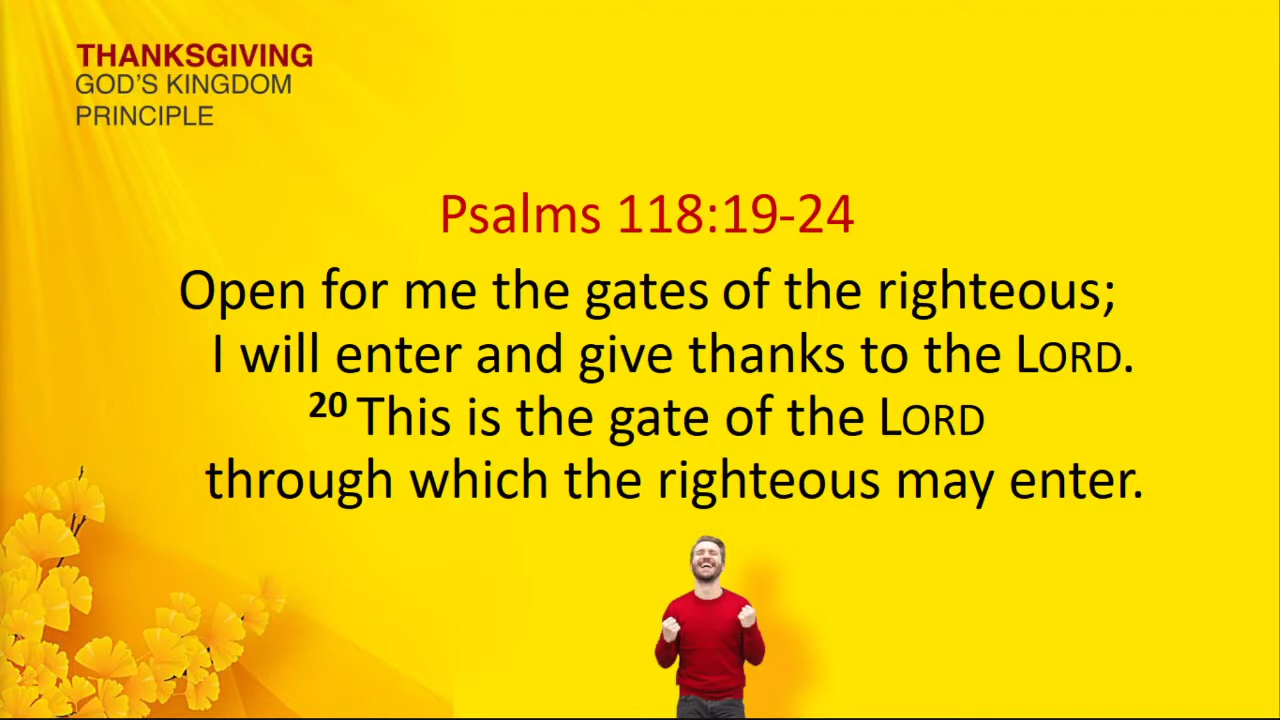 THANKSGIVING
GOD'S KINGDOM
PRINCIPLE
Psalms 118:19-24
Open for me the gates of the righteous;
I will enter and give thanks to the LORD.
20 This is the gate of the LORD
through which the righteous may enter.